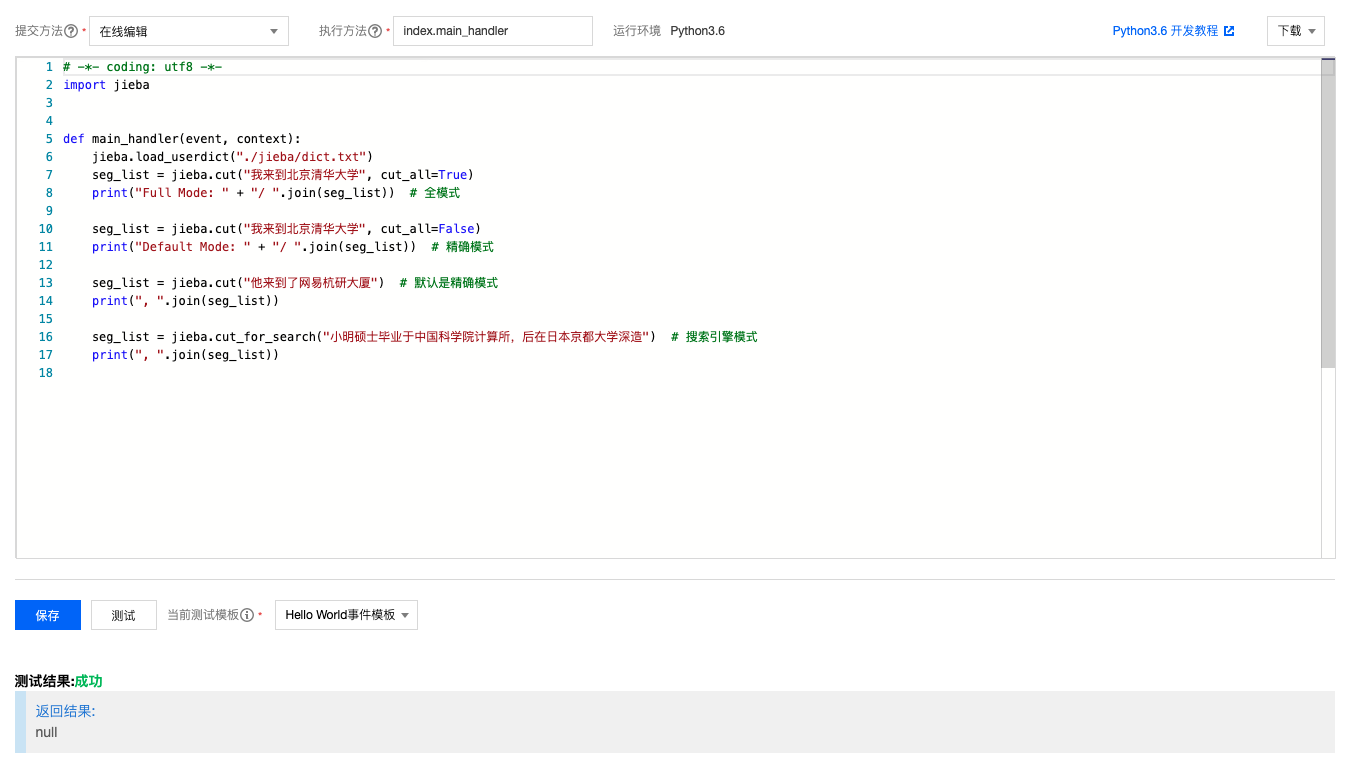 提交方法 * 在线编辑 执行方法 * index.main_handler 运行环境 Python3.6 Python3.6 开发教程 下载
1 # -*- coding: utf8 -*-
2 import jieba
3
4
5 def main_handler(event, context):
6     jieba.load_userdict("./jieba/dict.txt")
7     seg_list = jieba.cut("我来到北京清华大学", cut_all=True)
8     print("Full Mode: " + "/ ".join(seg_list))  # 全模式
9
10     seg_list = jieba.cut("我来到北京清华大学", cut_all=False)
11     print("Default Mode: " + "/ ".join(seg_list))  # 精确模式
12
13     seg_list = jieba.cut("他来到了网易杭研大厦")  # 默认是精确模式
14     print(", ".join(seg_list))
15
16     seg_list = jieba.cut_for_search("小明硕士毕业于中国科学院计算所，后在日本京都大学深造")  # 搜索引擎模式
17     print(", ".join(seg_list))
18
保存 测试 当前测试模板 * Hello World事件模板
测试结果:成功
返回结果:
null